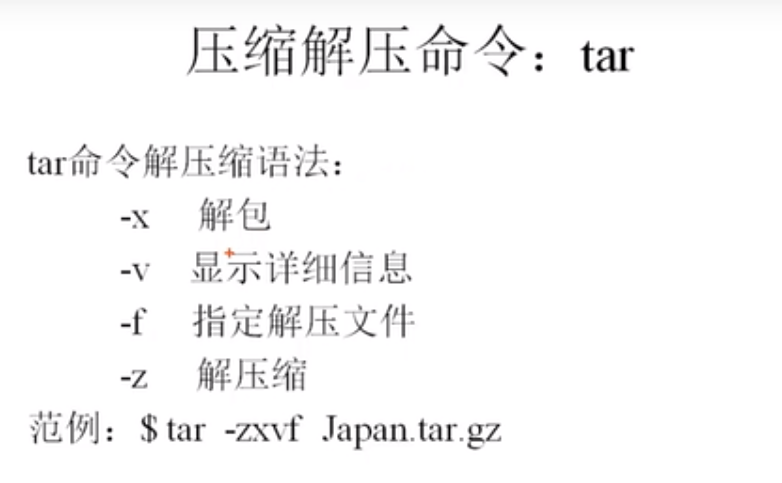 压缩解压命令：tar
tar命令解压缩语法：
-x 解包
-v 显示详细信息
-f 指定解压文件
-z 解压缩
范例：$ tar -zxvf Japan.tar.gz